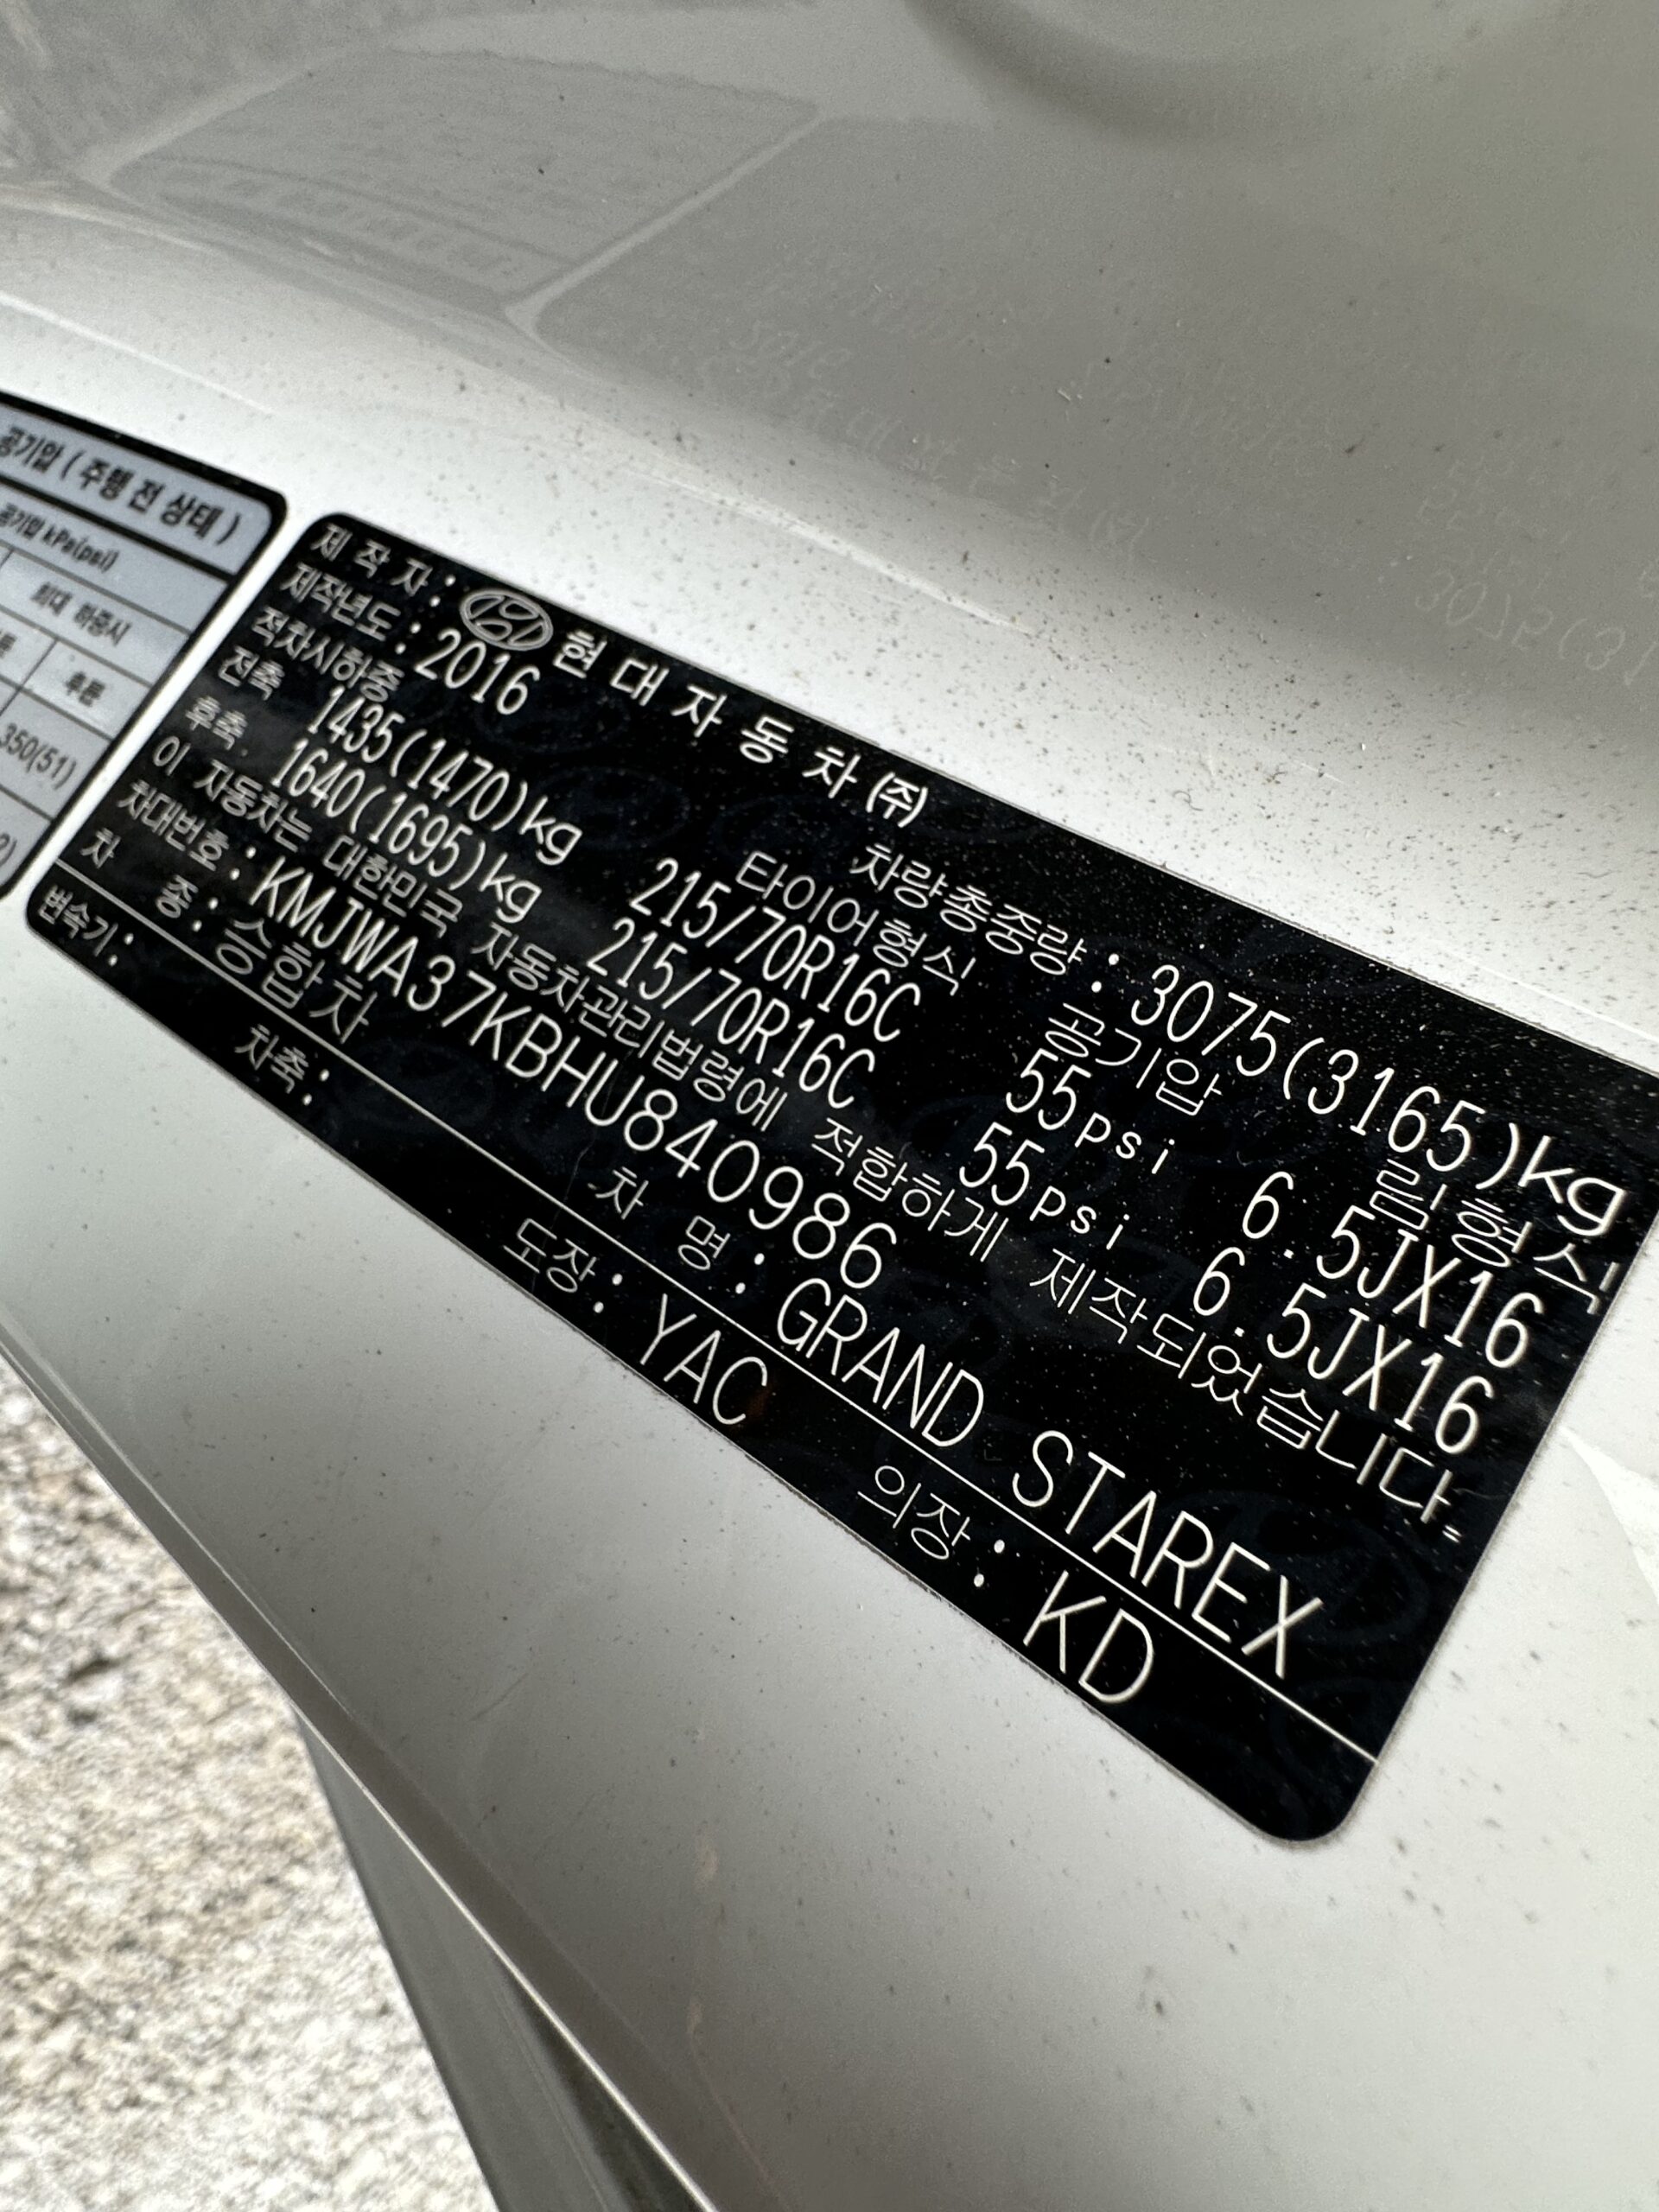 공기압 ( 주행 전 상태 )
공기압 kPa(psi)
최대 하중시
후륜
350(51)
제 작 자 : 현 대 자 동 차 ㈜
제작년도 : 2016 차량총중량 : 3075(3165)kg
적차시하중 타이어형식 공기압 림형식
전축 1435(1470)kg 215/70R16C 55psi 6.5JX16
후축 1640(1695)kg 215/70R16C 55psi 6.5JX16
이 자동차는 대한민국 자동차관리법령에 적합하게 제작되었습니다.
차대번호 : KMJWA37KBHU840986
차 종 : 승합차 차 명 : GRAND STAREX
변속기 : 차축 : 도장 : YAC 의장 : KD